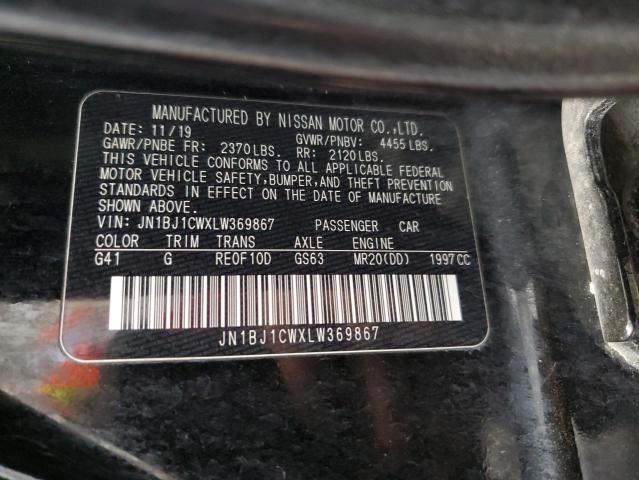 MANUFACTURED BY NISSAN MOTOR CO.,LTD.
DATE: 11/19 GVWR/PNBV: 4455 LBS.
GAWR/PNBE FR: 2370LBS. RR: 2120LBS.
THIS VEHICLE CONFORMS TO ALL APPLICABLE FEDERAL
MOTOR VEHICLE SAFETY,BUMPER,AND THEFT PREVENTION
STANDARDS IN EFFECT ON THE DATE OF MANUFACTURE
SHOWN ABOVE.
VIN: JN1BJ1CWXLW369867 PASSENGER CAR
COLOR TRIM TRANS AXLE ENGINE
G41 G RE0F10D GS63 MR20(DD) 1997CC
JN1BJ1CWXLW369867